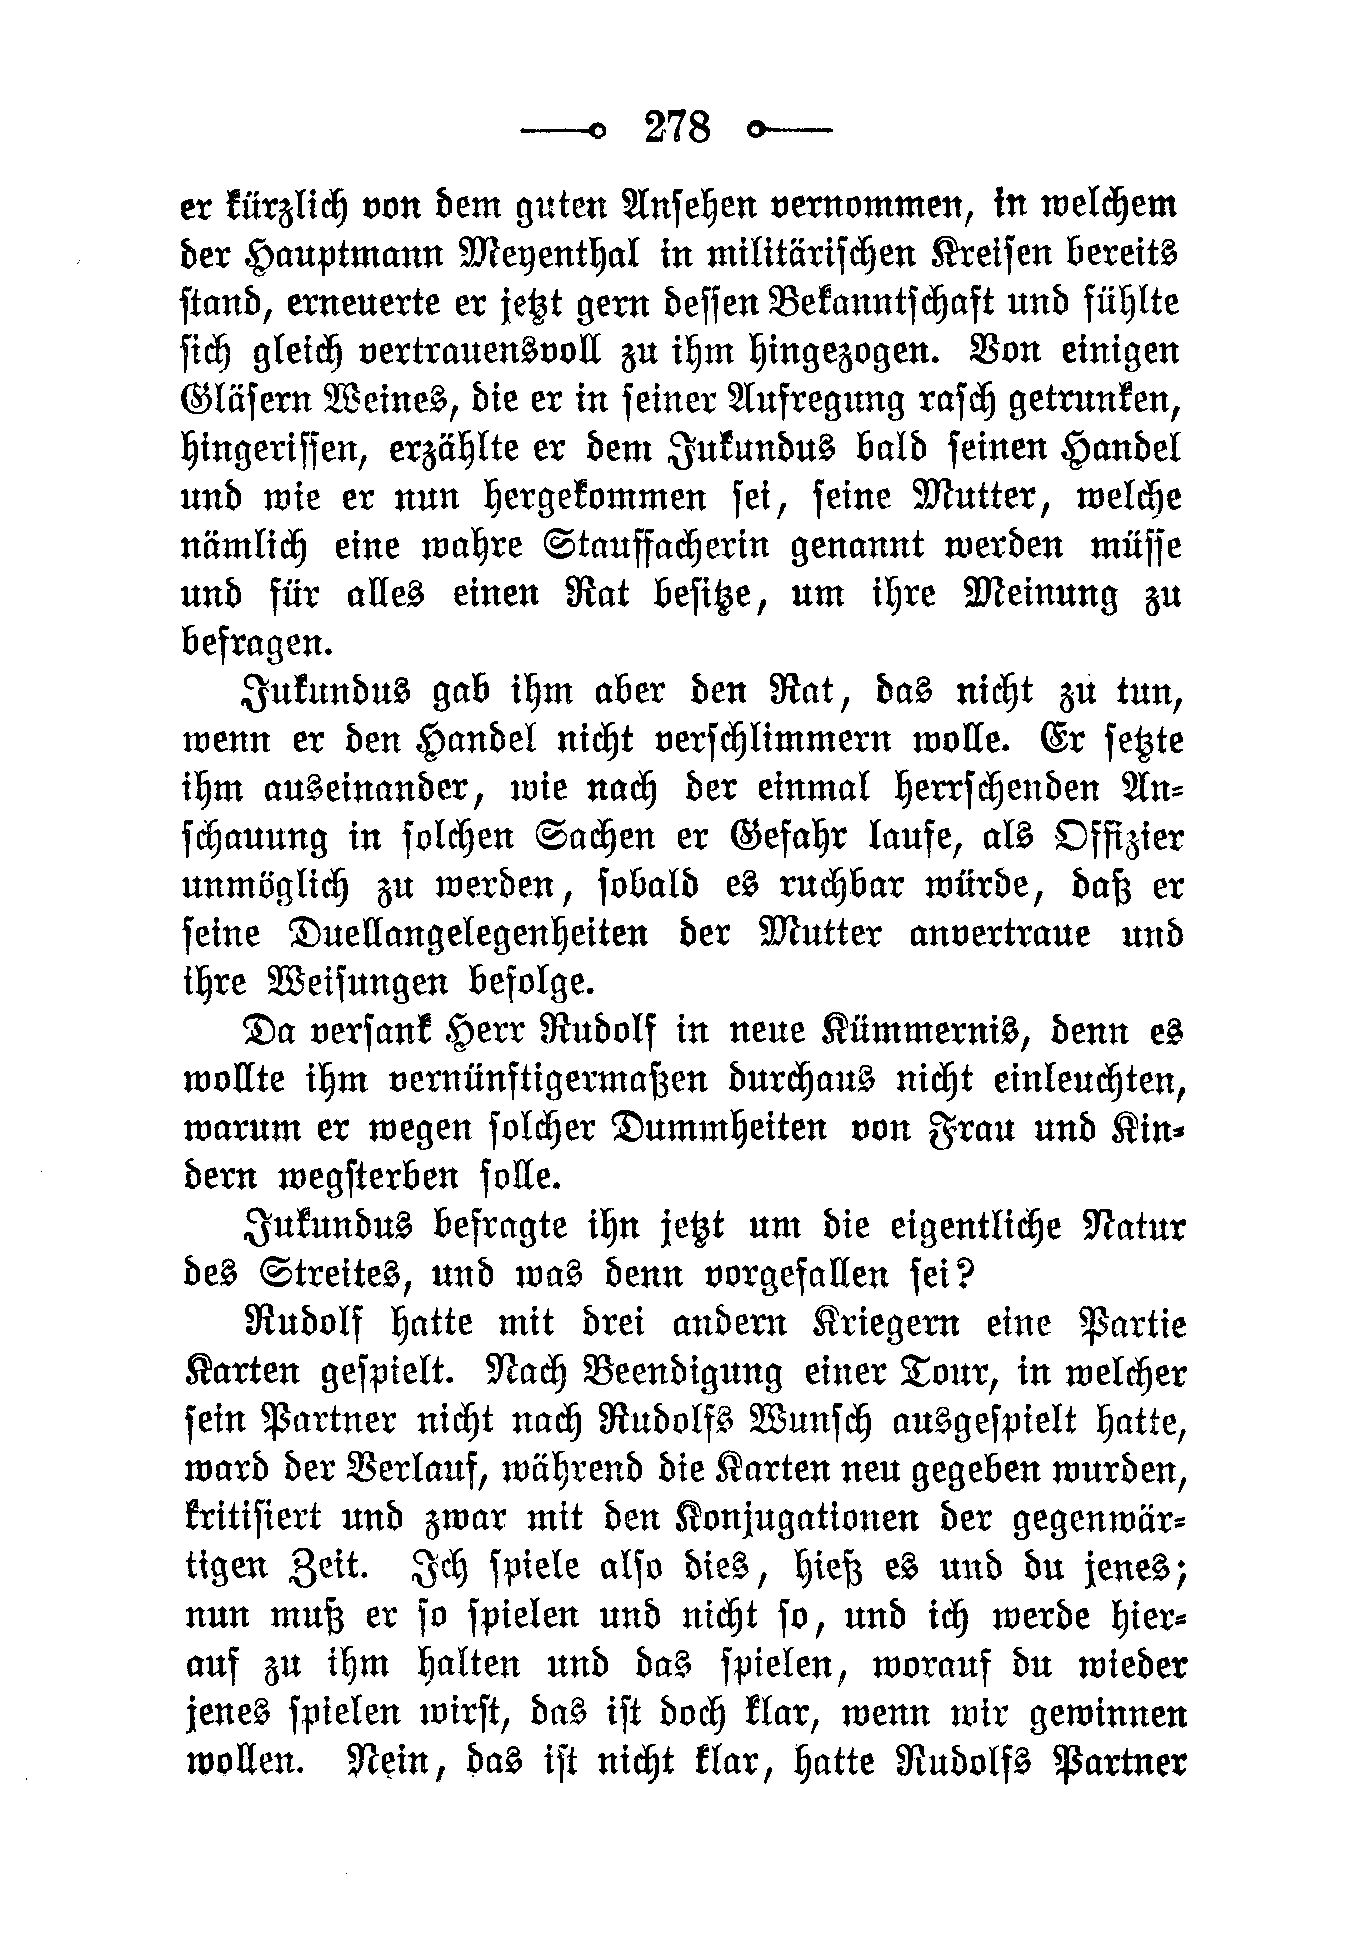 278
er kürzlich von dem guten Ansehen vernommen, in welchem
der Hauptmann Meyenthal in militärischen Kreisen bereits
stand, erneuerte er jetzt gern dessen Bekanntschaft und fühlte
sich gleich vertrauensvoll zu ihm hingezogen. Von einigen
Gläsern Weines, die er in seiner Aufregung rasch getrunken,
hingerissen, erzählte er dem Jukundus bald seinen Handel
und wie er nun hergekommen sei, seine Mutter, welche
nämlich eine wahre Stauffacherin genannt werden müsse
und für alles einen Rat besitze, um ihre Meinung zu
befragen.
Jukundus gab ihm aber den Rat, das nicht zu tun,
wenn er den Handel nicht verschlimmern wolle. Er setzte
ihm auseinander, wie nach der einmal herrschenden An-
schauung in solchen Sachen er Gefahr laufe, als Offizier
unmöglich zu werden, sobald es ruchbar würde, daß er
seine Duellangelegenheiten der Mutter anvertraue und
ihre Weisungen befolge.
Da versank Herr Rudolf in neue Kümmernis, denn es
wollte ihm vernünftigermaßen durchaus nicht einleuchten,
warum er wegen solcher Dummheiten von Frau und Kin-
dern wegsterben solle.
Jukundus befragte ihn jetzt um die eigentliche Natur
des Streites, und was denn vorgefallen sei?
Rudolf hatte mit drei andern Kriegern eine Partie
Karten gespielt. Nach Beendigung einer Tour, in welcher
sein Partner nicht nach Rudolfs Wunsch ausgespielt hatte,
ward der Verlauf, während die Karten neu gegeben wurden,
kritisiert und zwar mit den Konjugationen der gegenwär-
tigen Zeit. Ich spiele also dies, hieß es und du jenes;
nun muß er so spielen und nicht so, und ich werde hier-
auf zu ihm halten und das spielen, worauf du wieder
jenes spielen wirst, das ist doch klar, wenn wir gewinnen
wollen. Nein, das ist nicht klar, hatte Rudolfs Partner